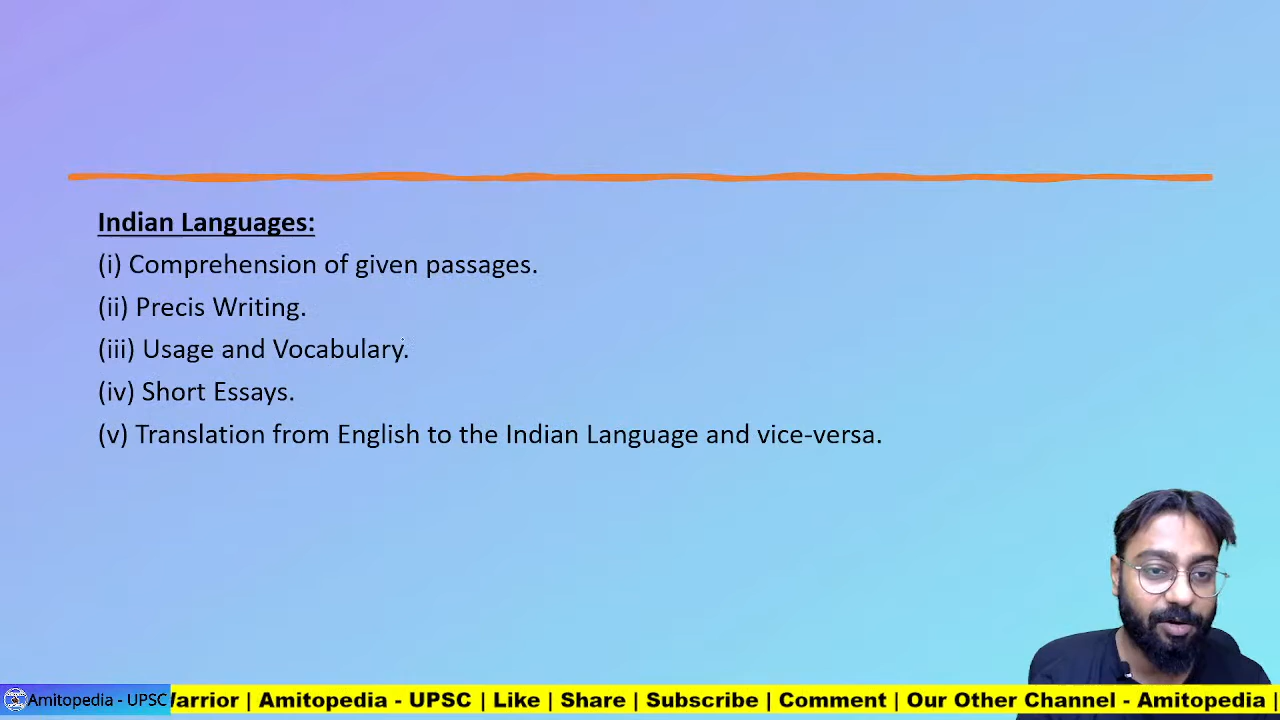 Indian Languages:
(i) Comprehension of given passages.
(ii) Precis Writing.
(iii) Usage and Vocabulary.
(iv) Short Essays.
(v) Translation from English to the Indian Language and vice-versa.
Amitopedia - UPSC
Warrior | Amitopedia - UPSC | Like | Share | Subscribe | Comment | Our Other Channel - Amitopedia |